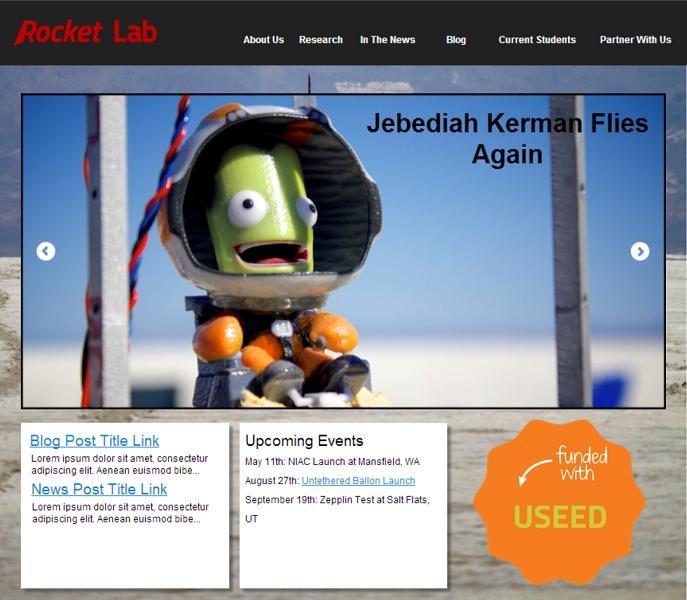 Rocket Lab
About Us Research In The News Blog Current Students Partner With Us
Jebediah Kerman Flies
Again
Blog Post Title Link
Lorem ipsum dolor sit amet, consectetur
adipiscing elit. Aenean euismod bibe...
News Post Title Link
Lorem ipsum dolor sit amet, consectetur
adipiscing elit. Aenean euismod bibe...
Upcoming Events
May 11th: NIAC Launch at Mansfield, WA
August 27th: Untethered Ballon Launch
September 19th: Zepplin Test at Salt Flats,
UT
funded
with
USEED